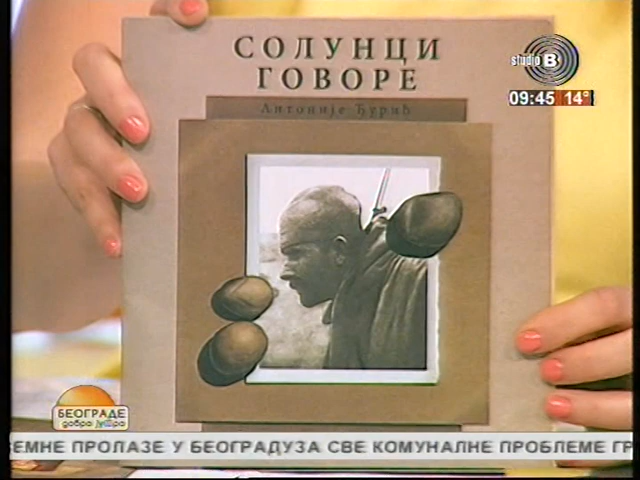 СОЛУНЦИ
ГОВОРЕ
Антоније Ђурић
studio B
09:45 14°
БЕОГРАДЕ
добро јутро
ЕМНЕ ПРОЛАЗЕ У БЕОГРАДУЗА СВЕ КОМУНАЛНЕ ПРОБЛЕМЕ ГР